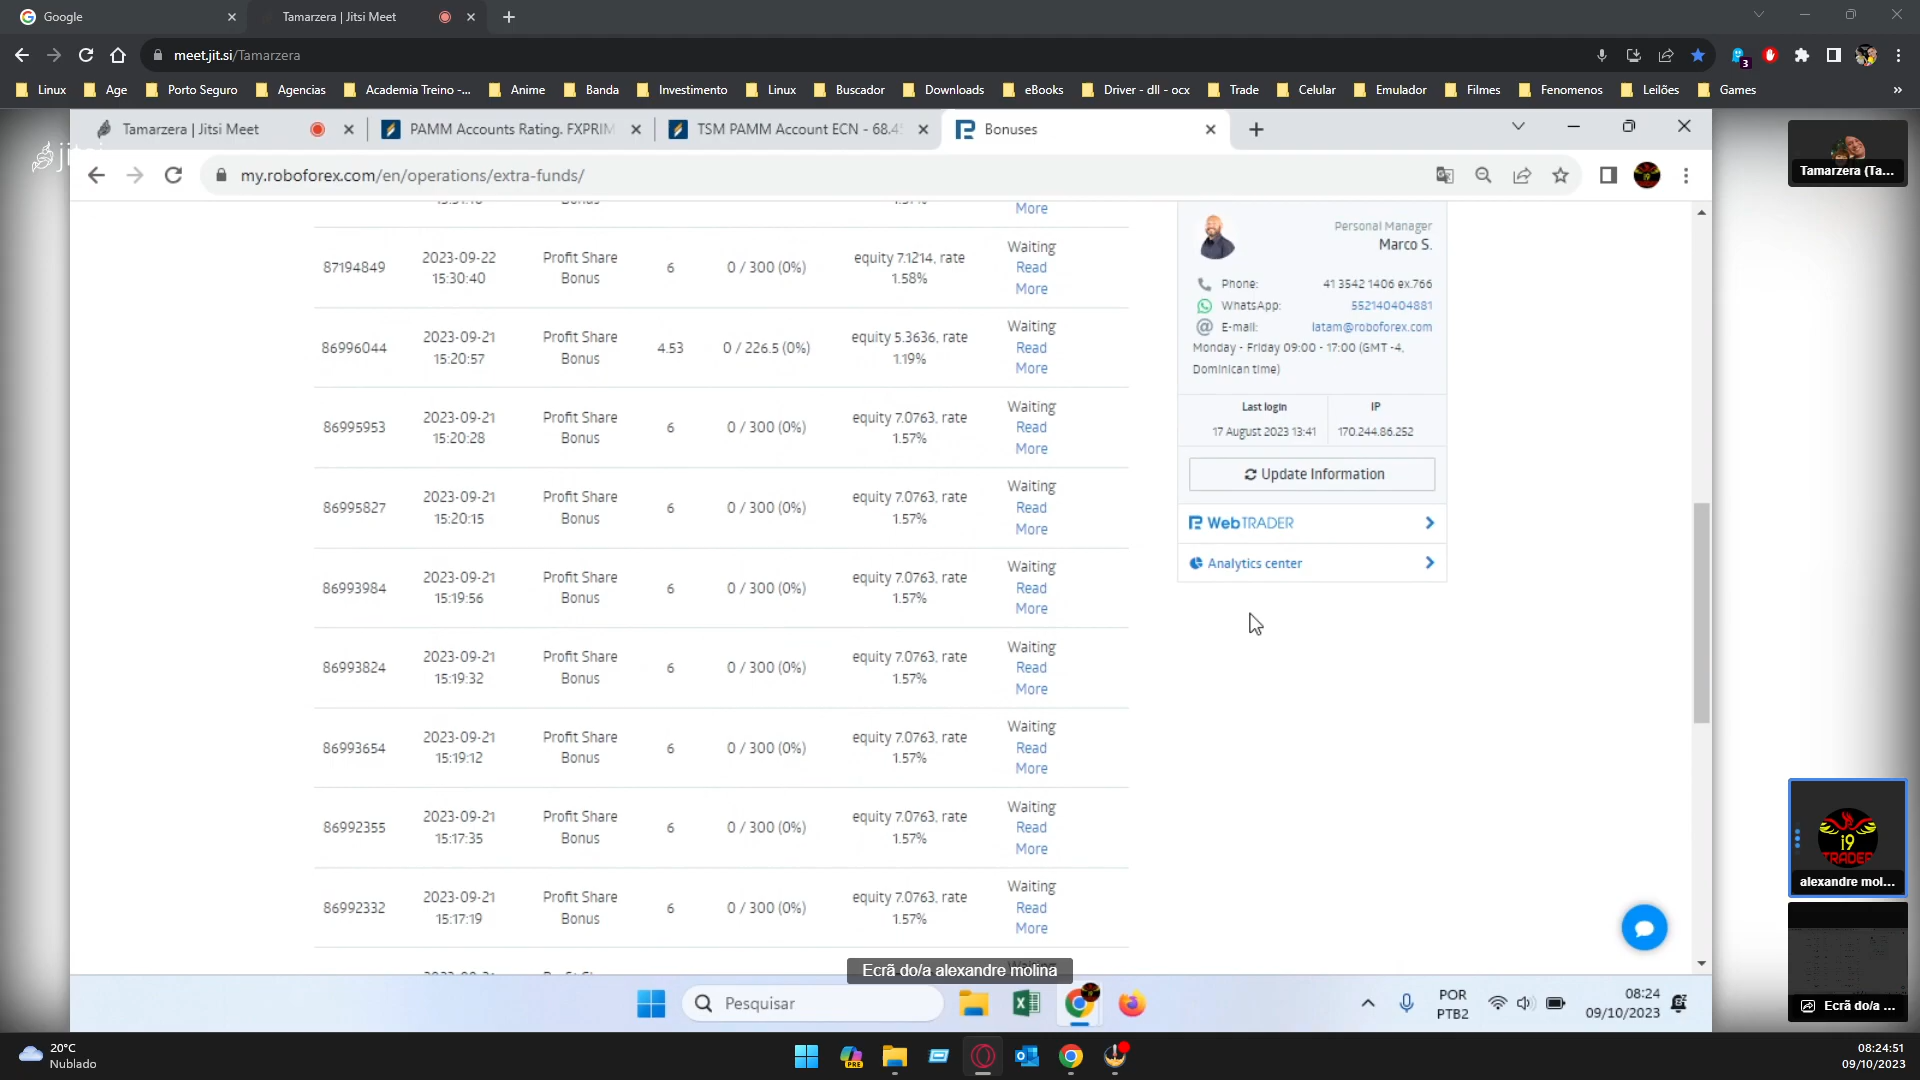 Google
Tamarzera | Jitsi Meet
meet.jit.si/Tamarzera
3
Linux
Age
Porto Seguro
Agencias
Academia Treino -...
Anime
Banda
Investimento
Linux
Buscador
Downloads
eBooks
Driver - dll - ocx
Trade
Celular
Emulador
Filmes
Fenomenos
Leilões
Games
»
Tamarzera | Jitsi Meet
PAMM Accounts Rating. FXPRIM
TSM PAMM Account ECN - 68.45
Bonuses
my.roboforex.com/en/operations/extra-funds/
More
87194849
2023-09-22
15:30:40
Profit Share
Bonus
6
0 / 300 (0%)
equity 7.1214, rate
1.58%
Waiting
Read
More
86996044
2023-09-21
15:20:57
Profit Share
Bonus
4.53
0 / 226.5 (0%)
equity 5.3636, rate
1.19%
Waiting
Read
More
86995953
2023-09-21
15:20:28
Profit Share
Bonus
6
0 / 300 (0%)
equity 7.0763, rate
1.57%
Waiting
Read
More
86995827
2023-09-21
15:20:15
Profit Share
Bonus
6
0 / 300 (0%)
equity 7.0763, rate
1.57%
Waiting
Read
More
86993984
2023-09-21
15:19:56
Profit Share
Bonus
6
0 / 300 (0%)
equity 7.0763, rate
1.57%
Waiting
Read
More
86993824
2023-09-21
15:19:32
Profit Share
Bonus
6
0 / 300 (0%)
equity 7.0763, rate
1.57%
Waiting
Read
More
86993654
2023-09-21
15:19:12
Profit Share
Bonus
6
0 / 300 (0%)
equity 7.0763, rate
1.57%
Waiting
Read
More
86992355
2023-09-21
15:17:35
Profit Share
Bonus
6
0 / 300 (0%)
equity 7.0763, rate
1.57%
Waiting
Read
More
86992332
2023-09-21
15:17:19
Profit Share
Bonus
6
0 / 300 (0%)
equity 7.0763, rate
1.57%
Waiting
Read
More
Personal Manager
Marco S.
Phone: 41 3542 1406 ex.766
WhatsApp: 552140404881
E-mail: latam@roboforex.com
Monday - Friday 09:00 - 17:00 (GMT -4,
Dominican time)
Last login
IP
17 August 2023 13:41
170.244.86.252
Update Information
WebTRADER
Analytics center
Tamarzera (Ta...
i9
TRADER
alexandre mol...
Ecrã do/a ...
Ecrã do/a alexandre molina
Pesquisar
POR
PTB2
08:24
09/10/2023
20°C
Nublado
PRE
08:24:51
09/10/2023